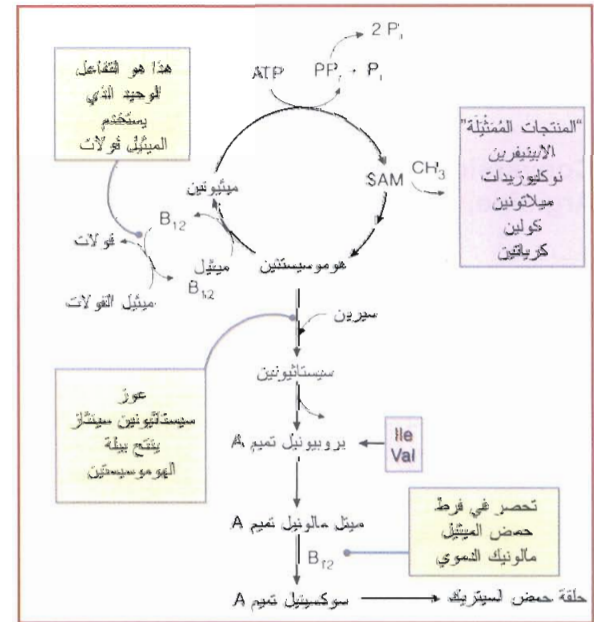 2 Pi
ATP
PPi + Pi
هذا هو التفاعل
الوحيد الذي
يستخدم
الميثيل فولات
"المنتجات المُمَثْيَلة"
الابينيفرين
نوكليوتيدات
ميلاتونين
كولين
كرياتين
SAM
CH3
ميثيونين
B12
فولات
ميثيل
B12
ميثيل الفولات
هوموسيستئين
سيرين
سيستاثيونين
عوز
سيستاثيونين سينثاز
ينتج بيلة
الهوموسيستين
بروبيونيل تميم A
Ile
Val
ميثل مالونيل تميم A
تحصر في فرط
حمض الميثيل
مالونيك الدموي
B12
سوكسينيل تميم A
حلقة حمض السيتريك